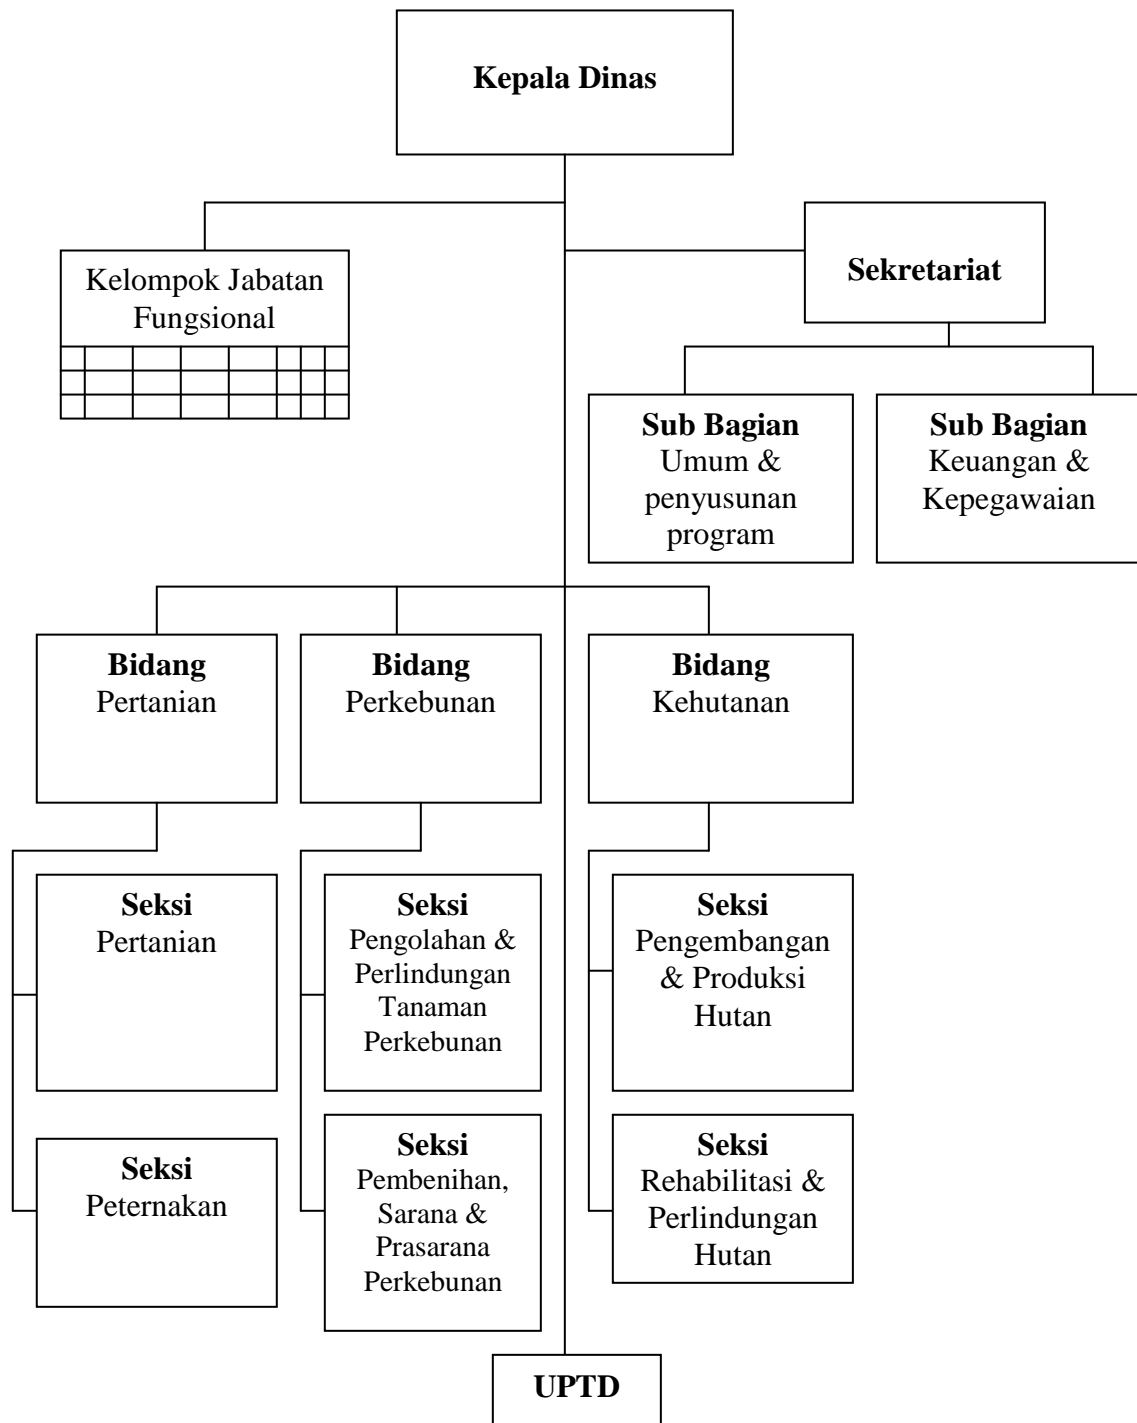 Kepala Dinas
Kelompok Jabatan
Fungsional
Sekretariat
Sub Bagian
Umum &
penyusunan
program
Sub Bagian
Keuangan &
Kepegawaian
Bidang
Pertanian
Bidang
Perkebunan
Bidang
Kehutanan
Seksi
Pertanian
Seksi
Pengolahan &
Perlindungan
Tanaman
Perkebunan
Seksi
Pengembangan
& Produksi
Hutan
Seksi
Peternakan
Seksi
Pembenihan,
Sarana &
Prasarana
Perkebunan
Seksi
Rehabilitasi &
Perlindungan
Hutan
UPTD